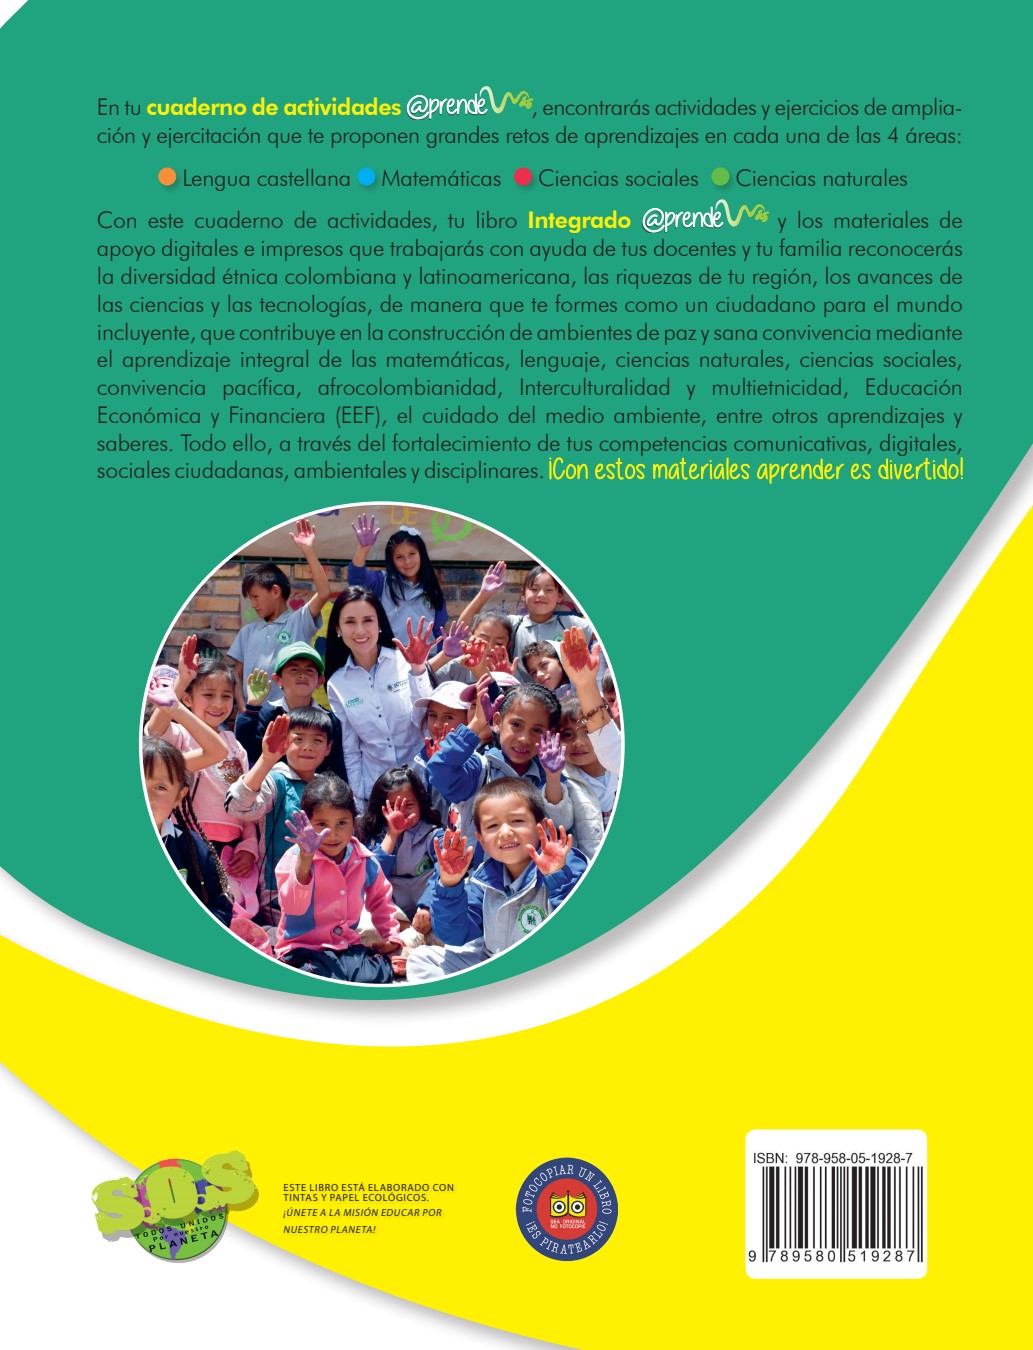 En tu cuaderno de actividades @prende Más, encontrarás actividades y ejercicios de amplia-
ción y ejercitación que te proponen grandes retos de aprendizajes en cada una de las 4 áreas:
Lengua castellana Matemáticas Ciencias sociales Ciencias naturales
Con este cuaderno de actividades, tu libro Integrado @prende Más y los materiales de
apoyo digitales e impresos que trabajarás con ayuda de tus docentes y tu familia reconocerás
la diversidad étnica colombiana y latinoamericana, las riquezas de tu región, los avances de
las ciencias y las tecnologías, de manera que te formes como un ciudadano para el mundo
incluyente, que contribuye en la construcción de ambientes de paz y sana convivencia mediante
el aprendizaje integral de las matemáticas, lenguaje, ciencias naturales, ciencias sociales,
convivencia pacífica, afrocolombianidad, Interculturalidad y multietnicidad, Educación
Económica y Financiera (EEF), el cuidado del medio ambiente, entre otros aprendizajes y
saberes. Todo ello, a través del fortalecimiento de tus competencias comunicativas, digitales,
sociales ciudadanas, ambientales y disciplinares. ¡Con estos materiales aprender es divertido!
DE
S.O.S
TODOS UNIDOS
Por nuestro
PLANETA
ESTE LIBRO ESTÁ ELABORADO CON
TINTAS Y PAPEL ECOLÓGICOS.
¡ÚNETE A LA MISIÓN EDUCAR POR
NUESTRO PLANETA!
FOTOCOPIAR UN LIBRO
SEA ORIGINAL
NO FOTOCOPIE
¡ES PIRATEARLO!
ISBN: 978-958-05-1928-7
9 789580 519287